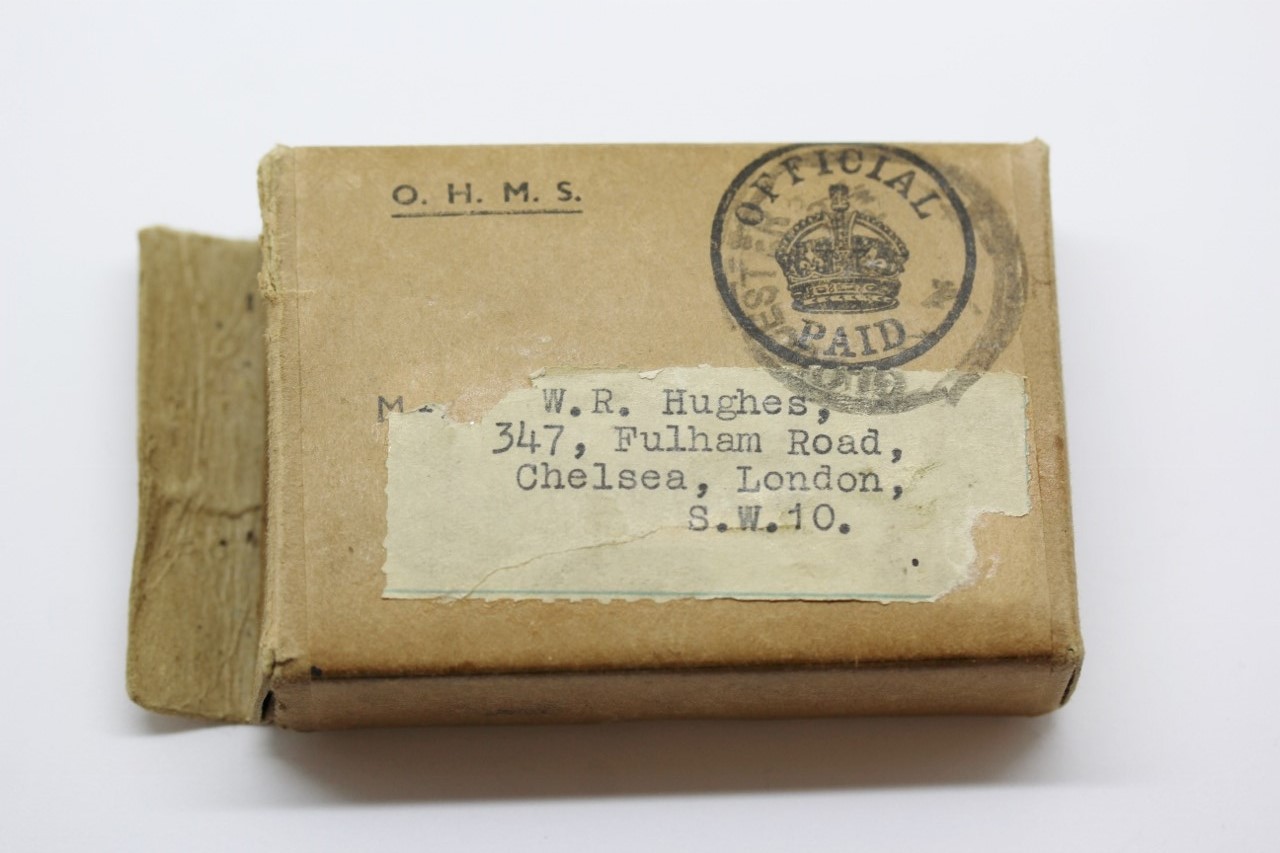 O. H. M. S.
OFFICIAL
PAID
W.R. Hughes,
347, Fulham Road,
Chelsea, London,
S.W.10.